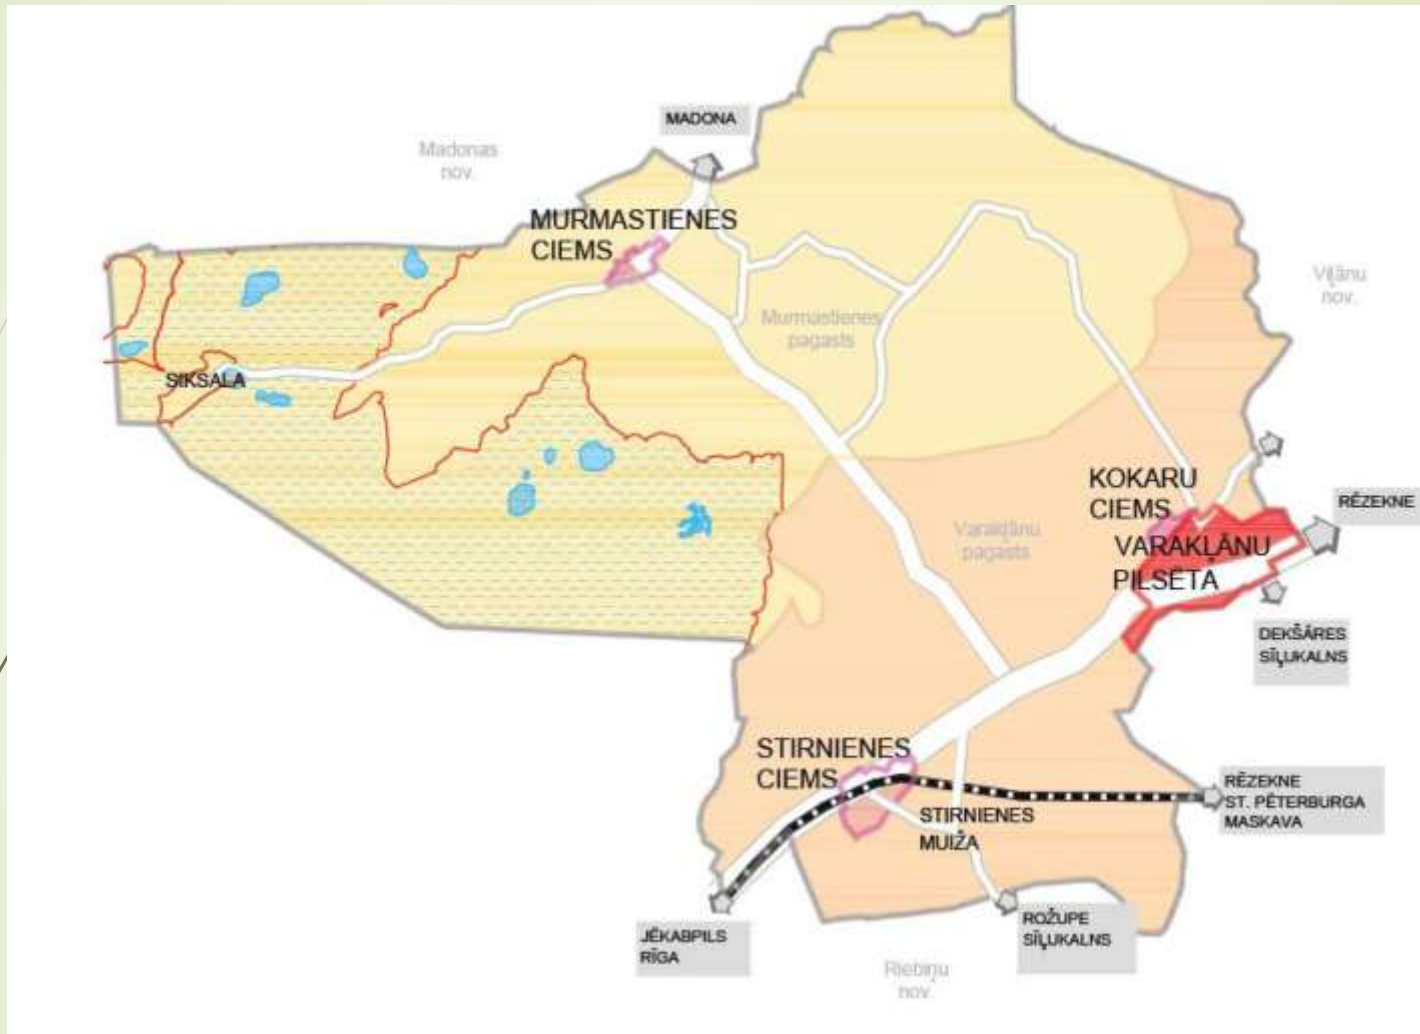 MADONA
Madonas
nov.
MURMASTIENES
CIEMS
Viļānu
nov.
Murmastienes
pagasts
SIKSALA
KOKARU
CIEMS
RĒZEKNE
Varakļānu
pagasts
VARAKĻĀNU
PILSĒTA
DEKŠĀRES
SĪĻUKALNS
STIRNIENES
CIEMS
RĒZEKNE
ST. PĒTERBURGA
MASKAVA
STIRNIENES
MUIŽA
ROŽUPE
SĪĻUKALNS
JĒKABPILS
RĪGA
Riebiņu
nov.